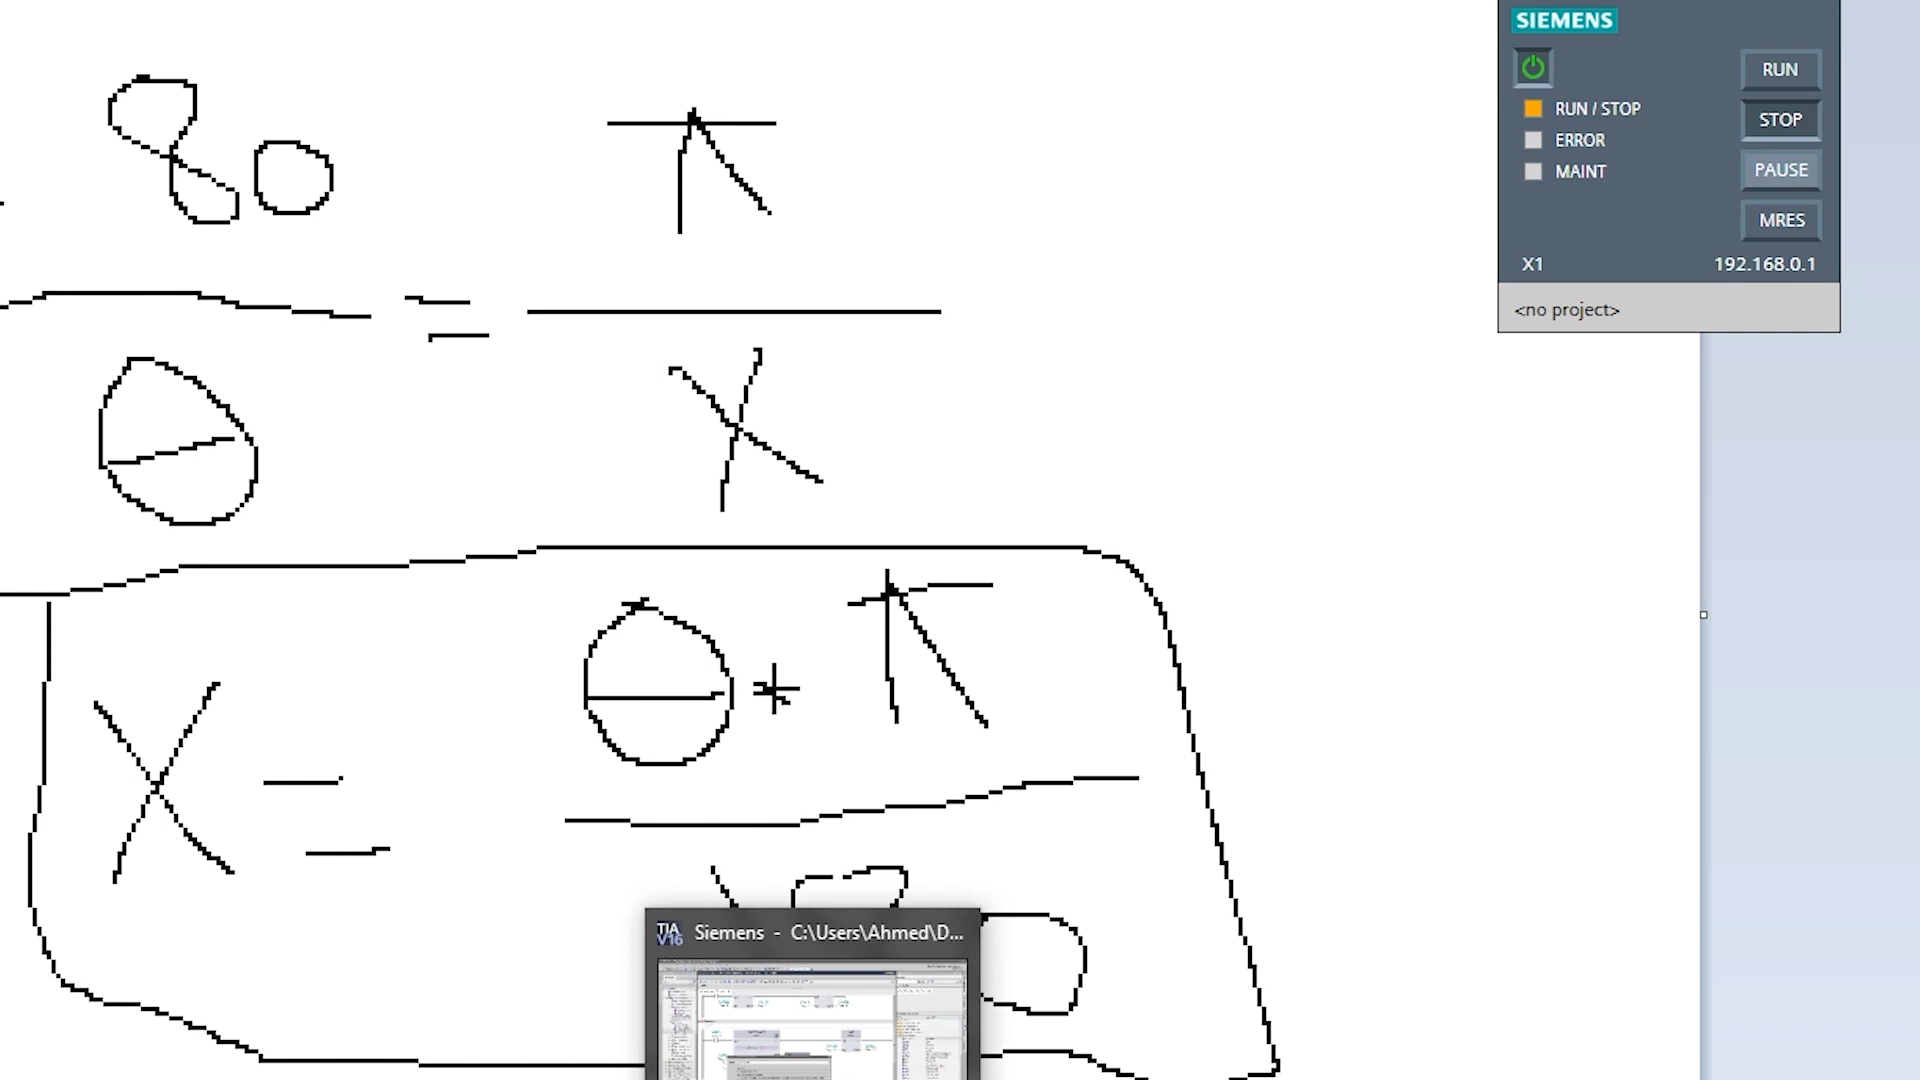 80 π
= 
θ x
θ * π
x =
SIEMENS
RUN
RUN / STOP
STOP
ERROR
PAUSE
MAINT
MRES
X1 192.168.0.1
<no project>
TIA V16 Siemens - C:\Users\Ahmed\D...